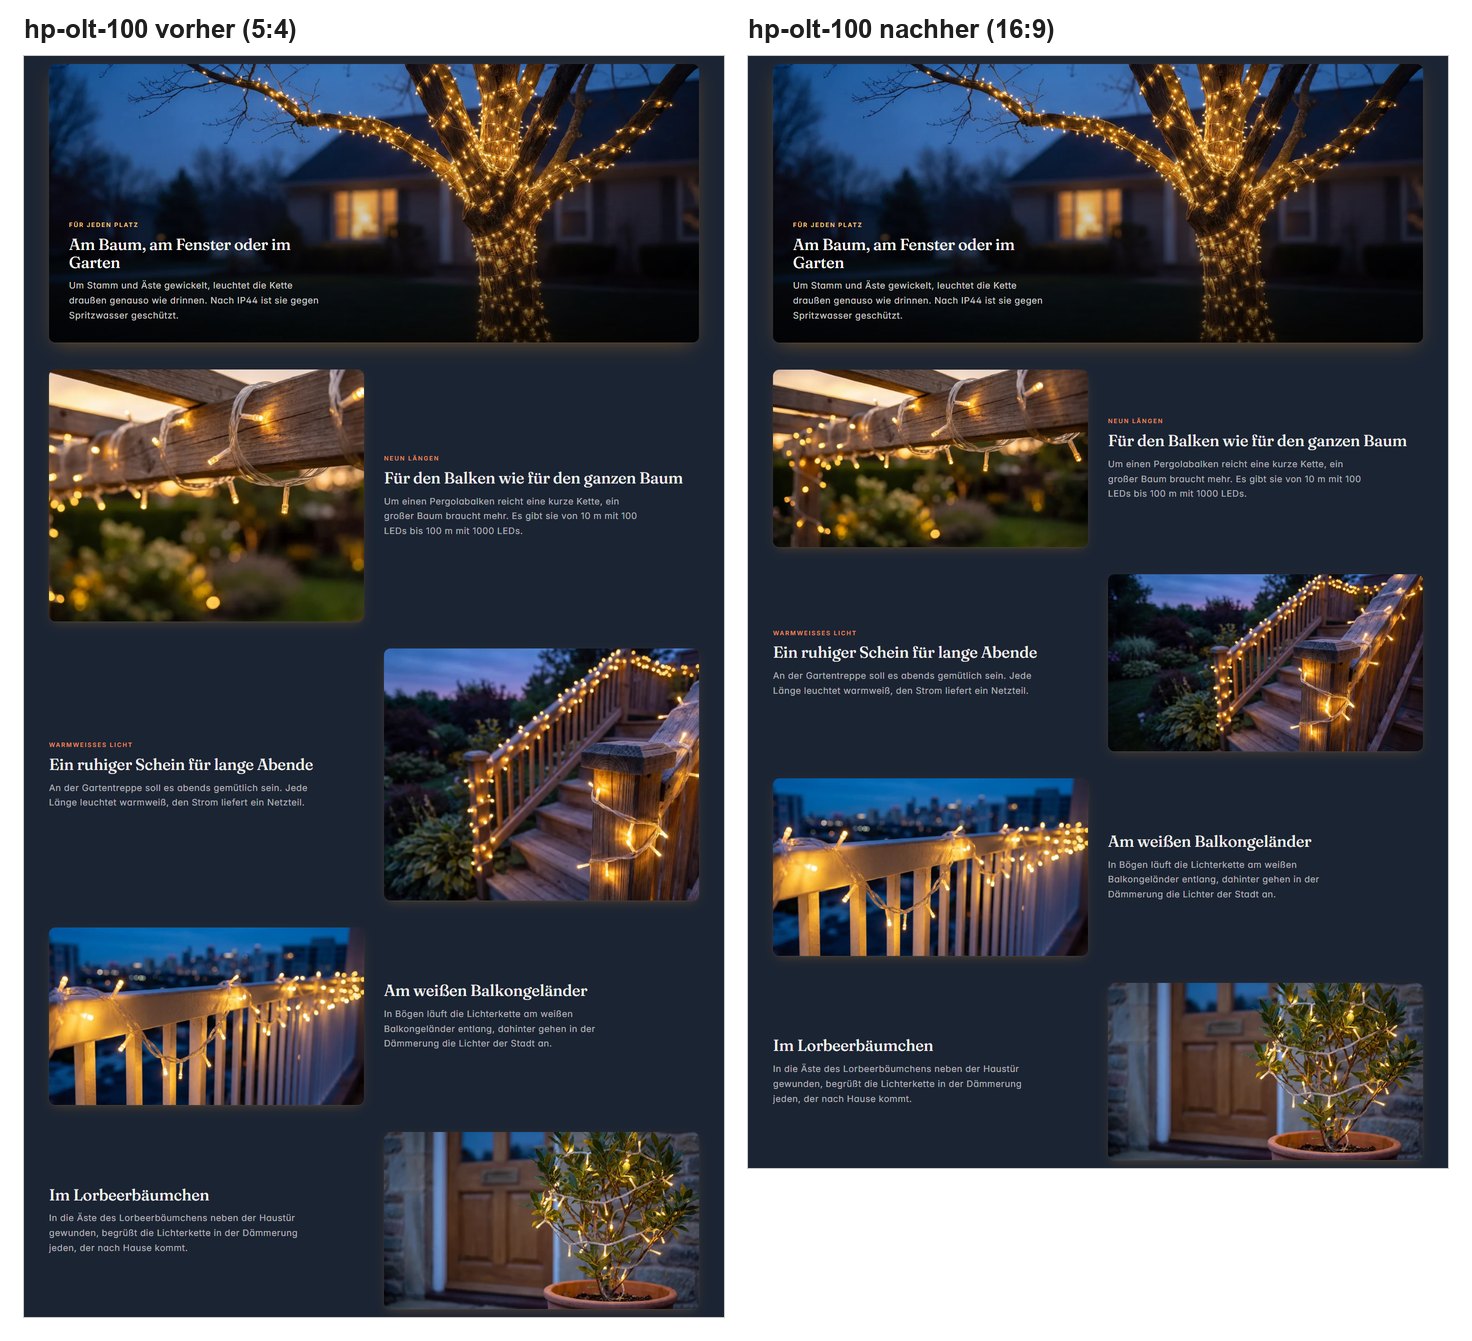 hp-olt-100 vorher (5:4)
FÜR JEDEN PLATZ
Am Baum, am Fenster oder im
Garten
Um Stamm und Äste gewickelt, leuchtet die Kette
draußen genauso wie drinnen. Nach IP44 ist sie gegen
Spritzwasser geschützt.
NEUN LÄNGEN
Für den Balken wie für den ganzen Baum
Um einen Pergolabalken reicht eine kurze Kette, ein
großer Baum braucht mehr. Es gibt sie von 10 m mit 100
LEDs bis 100 m mit 1000 LEDs.
WARMWEISSES LICHT
Ein ruhiger Schein für lange Abende
An der Gartentreppe soll es abends gemütlich sein. Jede
Länge leuchtet warmweiß, den Strom liefert ein Netzteil.
Am weißen Balkongeländer
In Bögen läuft die Lichterkette am weißen
Balkongeländer entlang, dahinter gehen in der
Dämmerung die Lichter der Stadt an.
Im Lorbeerbäumchen
In die Äste des Lorbeerbäumchens neben der Haustür
gewunden, begrüßt die Lichterkette in der Dämmerung
jeden, der nach Hause kommt.
hp-olt-100 nachher (16:9)
FÜR JEDEN PLATZ
Am Baum, am Fenster oder im
Garten
Um Stamm und Äste gewickelt, leuchtet die Kette
draußen genauso wie drinnen. Nach IP44 ist sie gegen
Spritzwasser geschützt.
NEUN LÄNGEN
Für den Balken wie für den ganzen Baum
Um einen Pergolabalken reicht eine kurze Kette, ein
großer Baum braucht mehr. Es gibt sie von 10 m mit 100
LEDs bis 100 m mit 1000 LEDs.
WARMWEISSES LICHT
Ein ruhiger Schein für lange Abende
An der Gartentreppe soll es abends gemütlich sein. Jede
Länge leuchtet warmweiß, den Strom liefert ein Netzteil.
Am weißen Balkongeländer
In Bögen läuft die Lichterkette am weißen
Balkongeländer entlang, dahinter gehen in der
Dämmerung die Lichter der Stadt an.
Im Lorbeerbäumchen
In die Äste des Lorbeerbäumchens neben der Haustür
gewunden, begrüßt die Lichterkette in der Dämmerung
jeden, der nach Hause kommt.